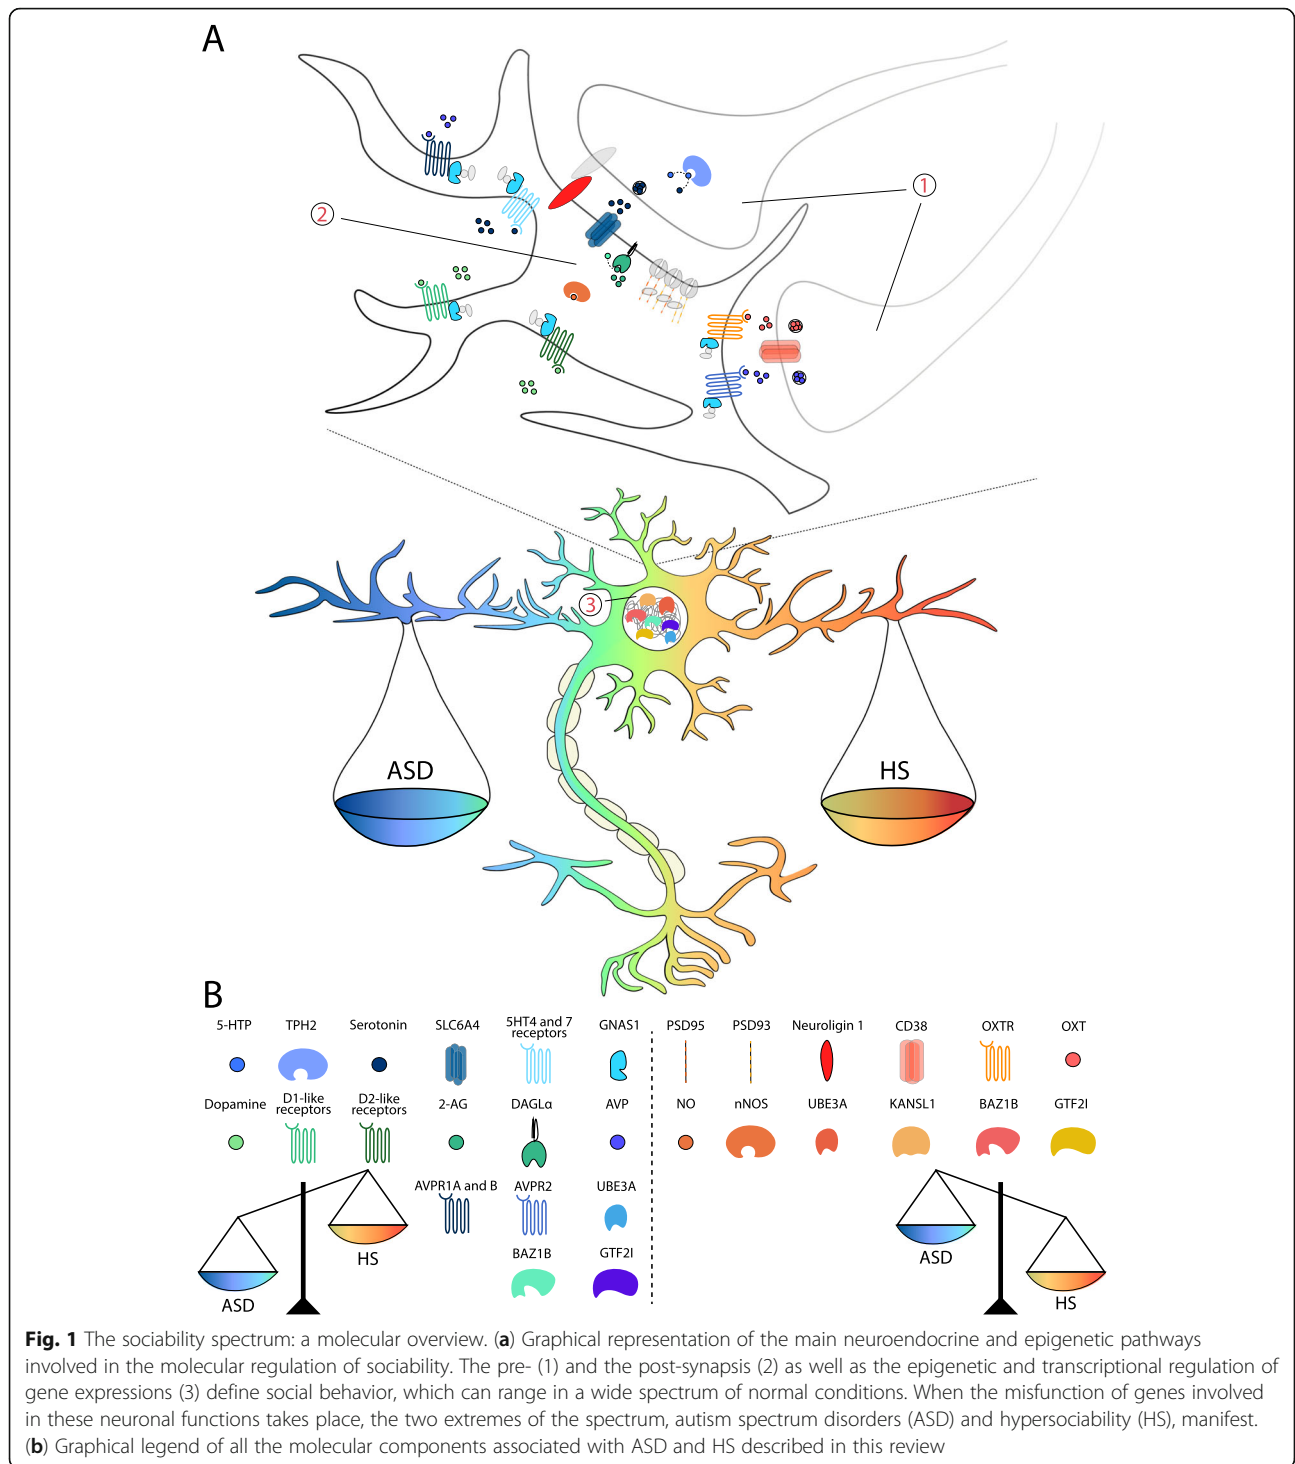 A
1
2
3
ASD
HS
B
5-HTP
TPH2
Serotonin
SLC6A4
5HT4 and 7
receptors
GNAS1
PSD95
PSD93
Neuroligin 1
CD38
OXTR
OXT
Dopamine
D1-like
receptors
D2-like
receptors
2-AG
DAGLα
AVP
NO
nNOS
UBE3A
KANSL1
BAZ1B
GTF2I
AVPR1A and B
AVPR2
UBE3A
HS
ASD
BAZ1B
GTF2I
ASD
HS
Fig. 1 The sociability spectrum: a molecular overview. (a) Graphical representation of the main neuroendocrine and epigenetic pathways
involved in the molecular regulation of sociability. The pre- (1) and the post-synapsis (2) as well as the epigenetic and transcriptional regulation of
gene expressions (3) define social behavior, which can range in a wide spectrum of normal conditions. When the misfunction of genes involved
in these neuronal functions takes place, the two extremes of the spectrum, autism spectrum disorders (ASD) and hypersociability (HS), manifest.
(b) Graphical legend of all the molecular components associated with ASD and HS described in this review